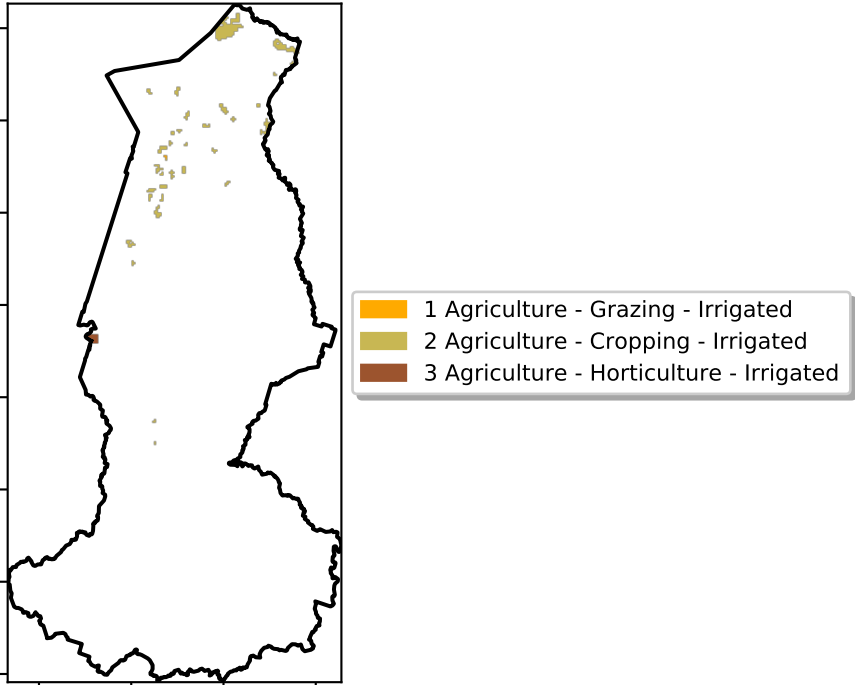 1 Agriculture - Grazing - Irrigated
2 Agriculture - Cropping - Irrigated
3 Agriculture - Horticulture - Irrigated